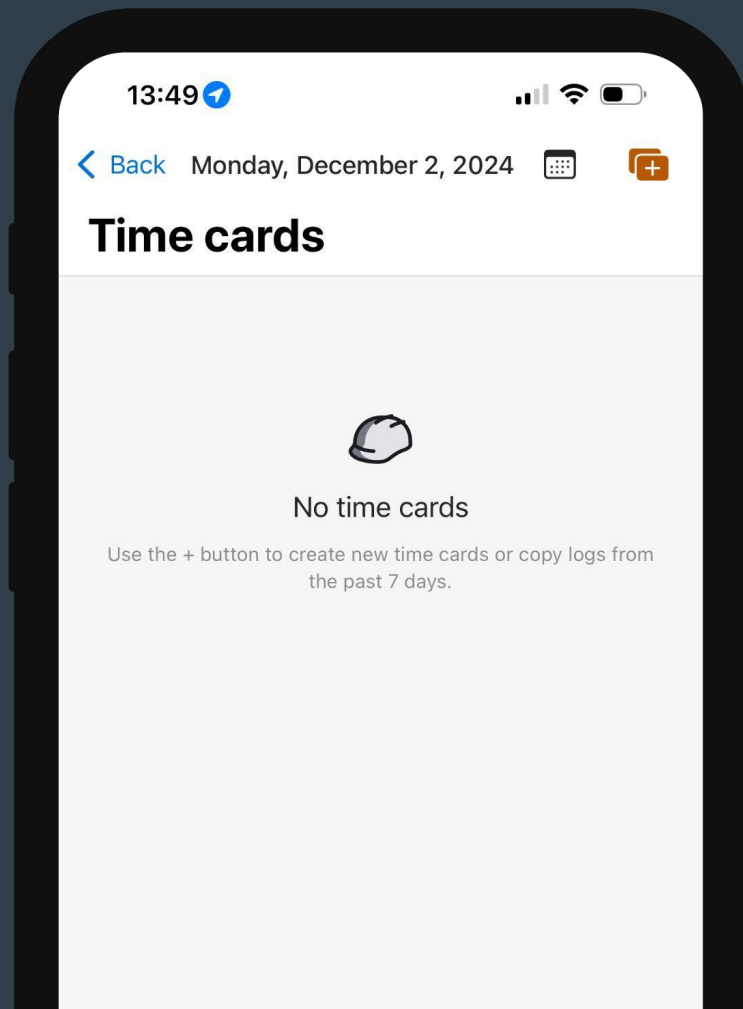 13:49
Back Monday, December 2, 2024
Time cards
No time cards
Use the + button to create new time cards or copy logs from
the past 7 days.